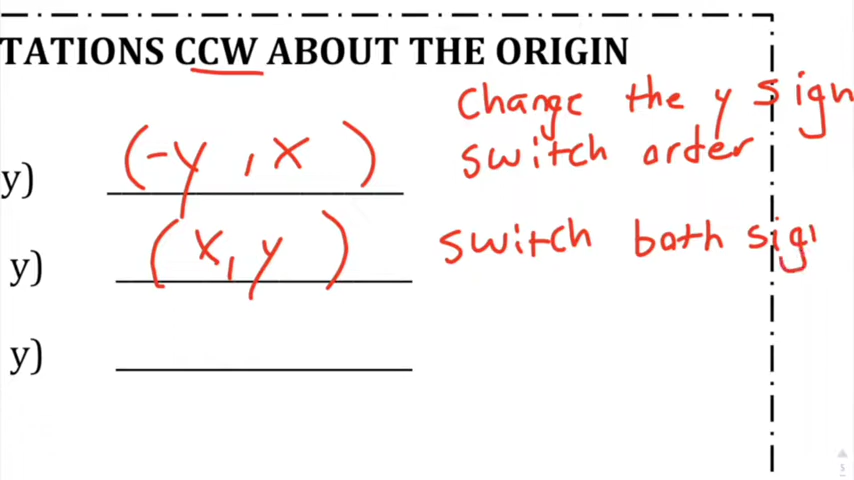 TATIONS CCW ABOUT THE ORIGIN
Change the y sign
y) (-y, x)
switch order
y) (x, y) switch both sig
y)
s